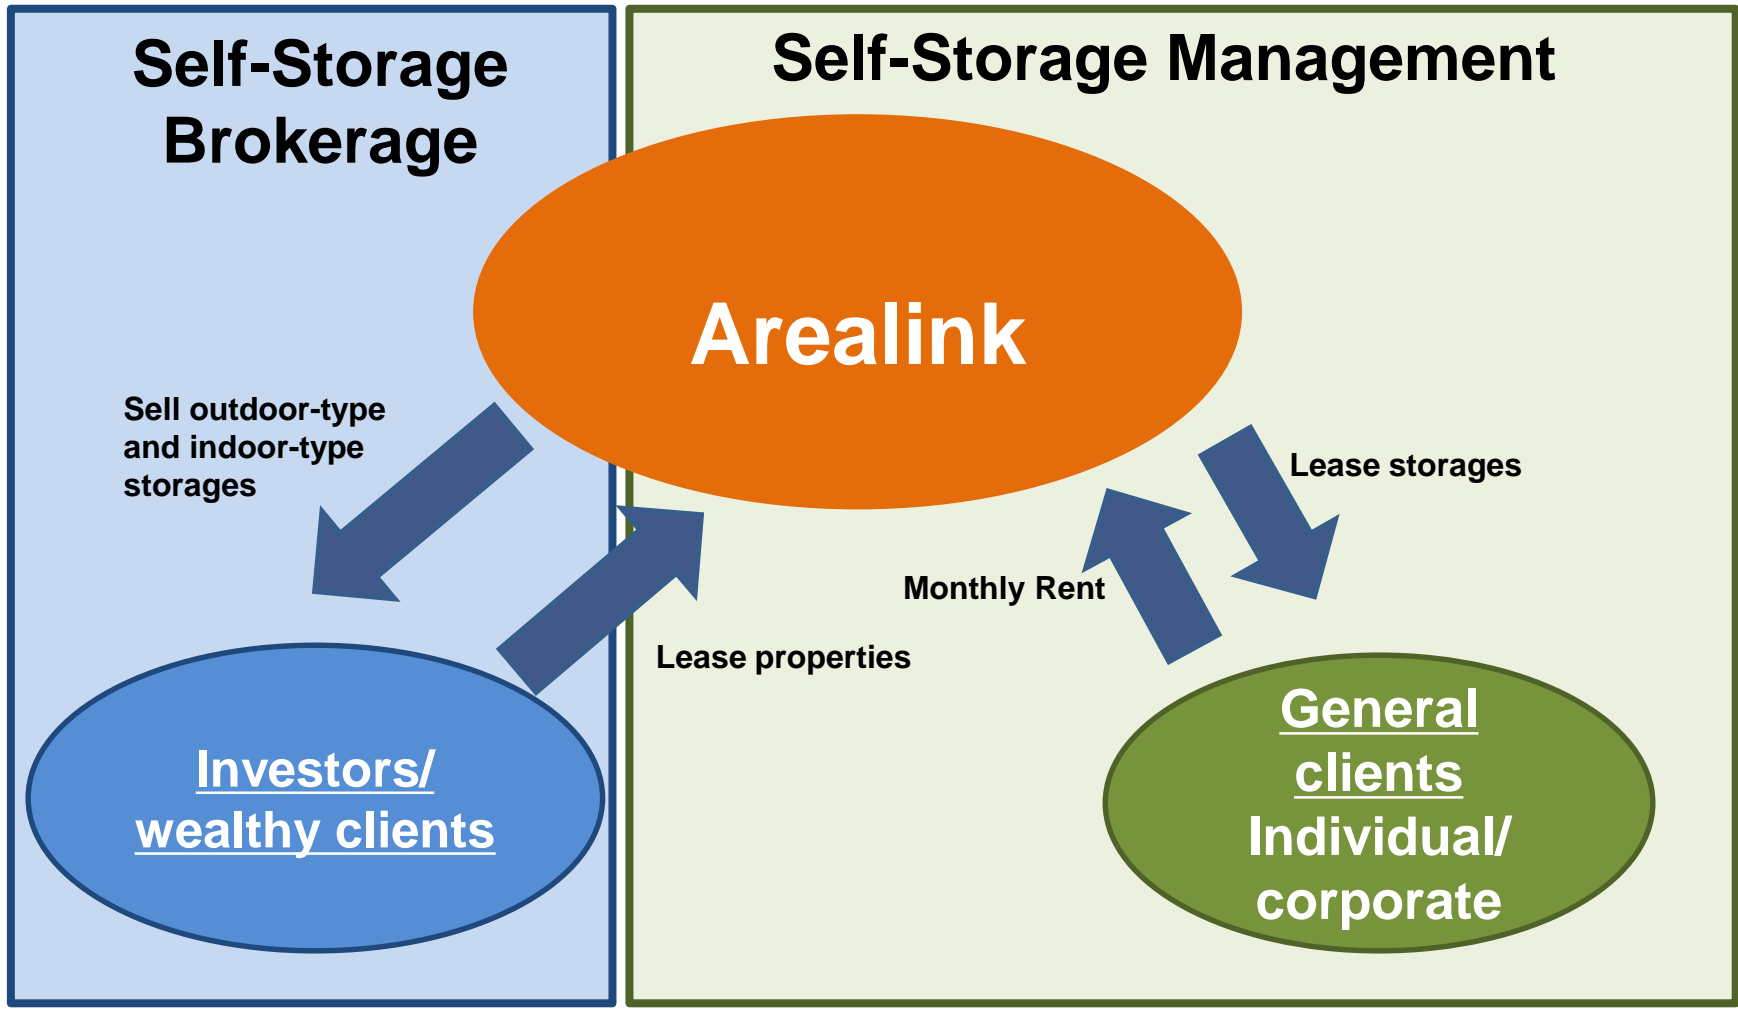 Self-Storage
Brokerage
Self-Storage Management
Arealink
Sell outdoor-type
and indoor-type
storages
Lease storages
Monthly Rent
Lease properties
Investors/
wealthy clients
General
clients
Individual/
corporate